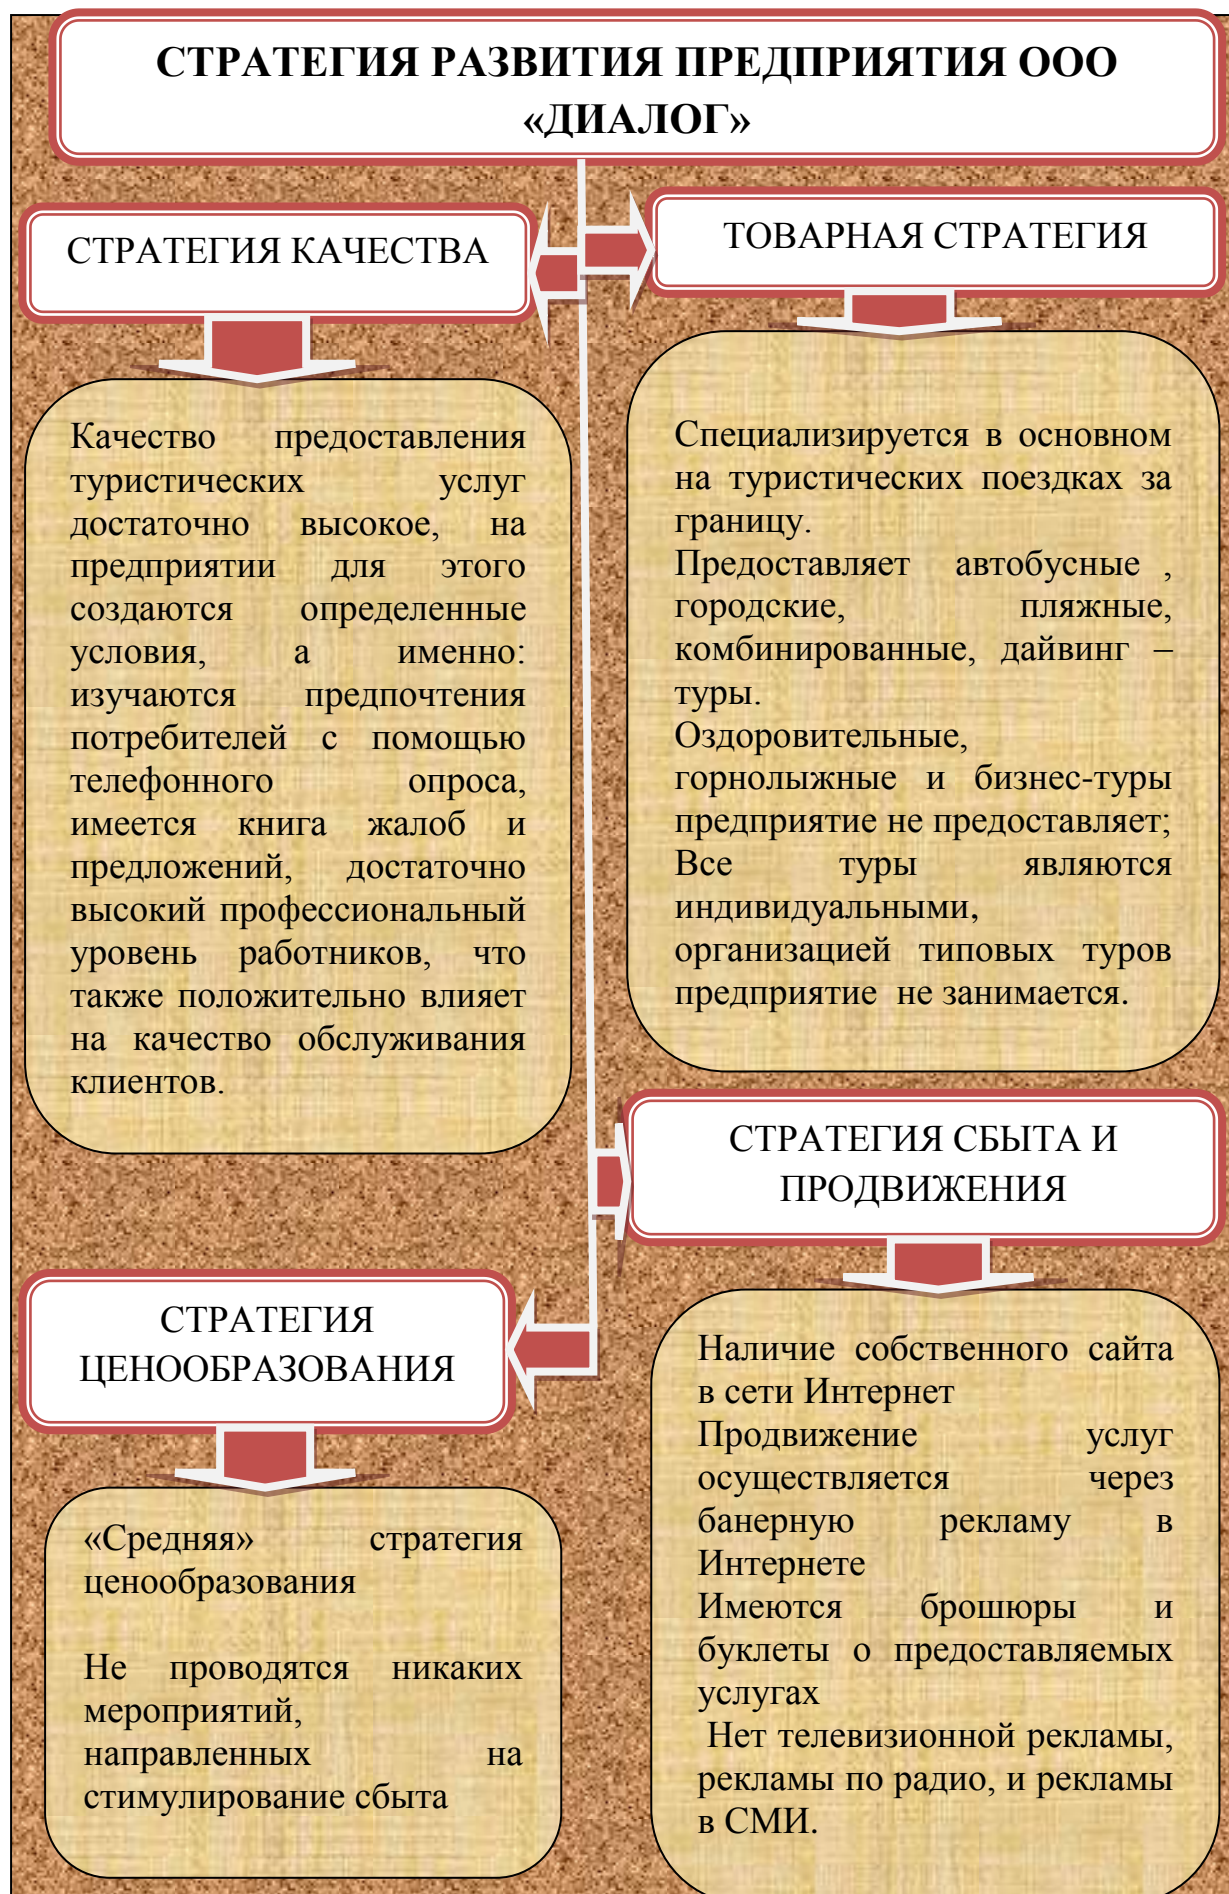 СТРАТЕГИЯ РАЗВИТИЯ ПРЕДПРИЯТИЯ ООО
«ДИАЛОГ»
СТРАТЕГИЯ КАЧЕСТВА
Качество предоставления
туристических услуг
достаточно высокое, на
предприятии для этого
создаются определенные
условия, а именно:
изучаются предпочтения
потребителей с помощью
телефонного опроса,
имеется книга жалоб и
предложений, достаточно
высокий профессиональный
уровень работников, что
также положительно влияет
на качество обслуживания
клиентов.
ТОВАРНАЯ СТРАТЕГИЯ
Специализируется в основном
на туристических поездках за
границу.
Предоставляет автобусные ,
городские, пляжные,
комбинированные, дайвинг –
туры.
Оздоровительные,
горнолыжные и бизнес-туры
предприятие не предоставляет;
Все туры являются
индивидуальными,
организацией типовых туров
предприятие не занимается.
СТРАТЕГИЯ СБЫТА И
ПРОДВИЖЕНИЯ
Наличие собственного сайта
в сети Интернет
Продвижение услуг
осуществляется через
банерную рекламу в
Интернете
Имеются брошюры и
буклеты о предоставляемых
услугах
Нет телевизионной рекламы,
рекламы по радио, и рекламы
в СМИ.
СТРАТЕГИЯ
ЦЕНООБРАЗОВАНИЯ
«Средняя» стратегия
ценообразования
Не проводятся никаких
мероприятий,
направленных на
стимулирование сбыта